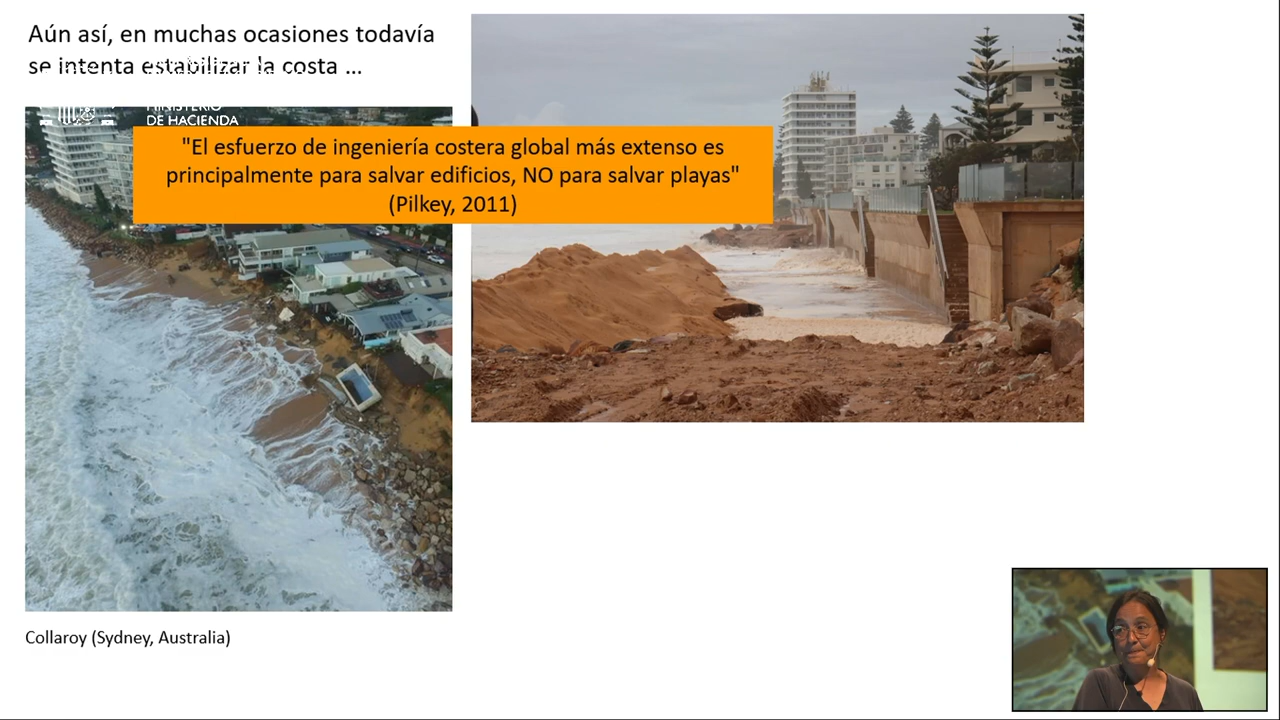 Aún así, en muchas ocasiones todavía
se intenta estabilizar la costa ...
MINISTERIO
DE HACIENDA
"El esfuerzo de ingeniería costera global más extenso es
principalmente para salvar edificios, NO para salvar playas"
(Pilkey, 2011)
Collaroy (Sydney, Australia)